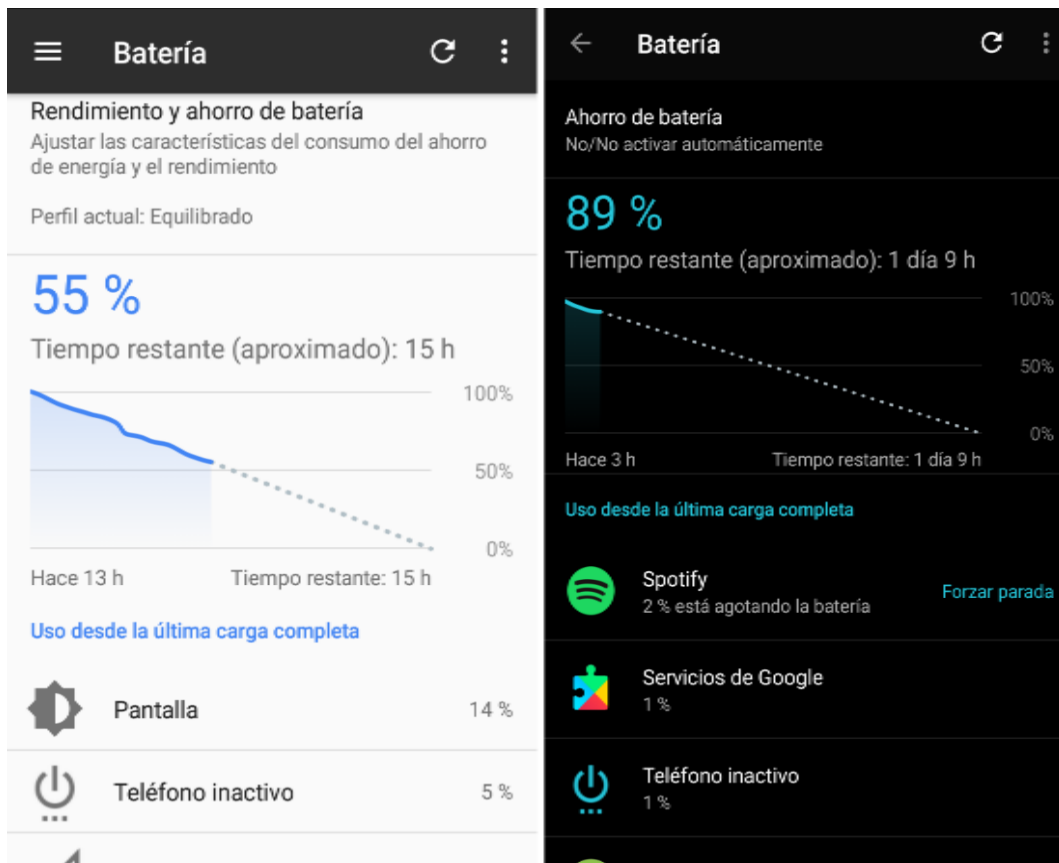 Batería
Rendimiento y ahorro de batería
Ajustar las características del consumo del ahorro
de energía y el rendimiento
Perfil actual: Equilibrado
55 %
Tiempo restante (aproximado): 15 h
100%
50%
0%
Hace 13 h
Tiempo restante: 15 h
Uso desde la última carga completa
Pantalla
14 %
Teléfono inactivo
5 %
Batería
Ahorro de batería
No/No activar automáticamente
89 %
Tiempo restante (aproximado): 1 día 9 h
100%
50%
0%
Hace 3 h
Tiempo restante: 1 día 9 h
Uso desde la última carga completa
Spotify
2 % está agotando la batería
Forzar parada
Servicios de Google
1 %
Teléfono inactivo
1 %